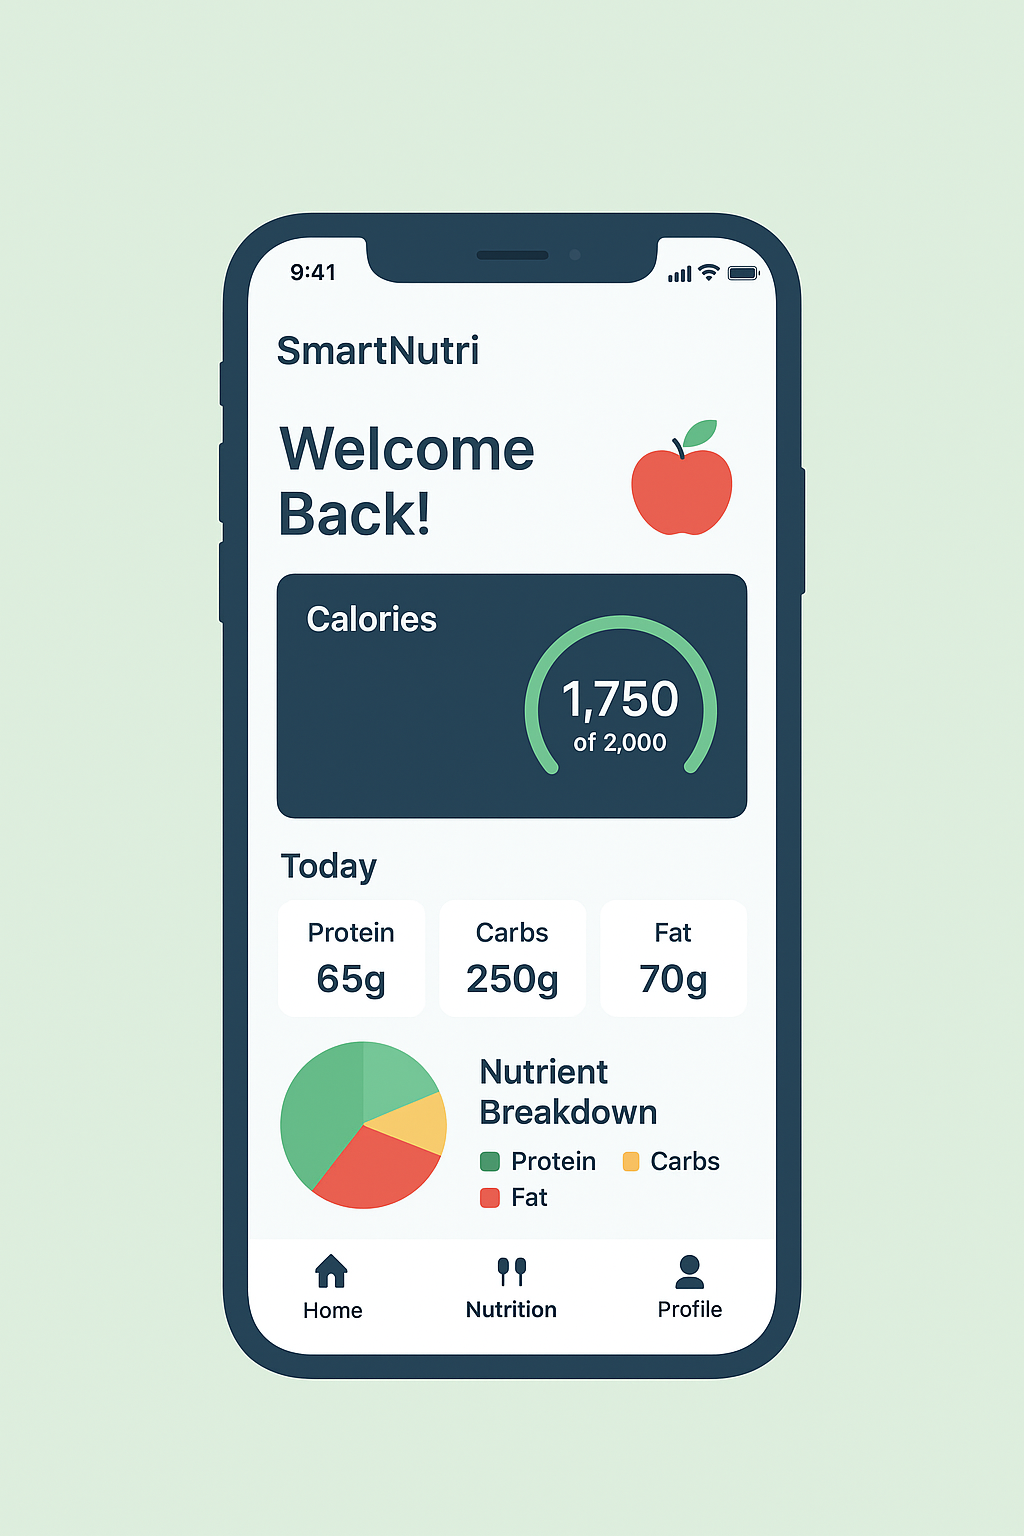 9:41
SmartNutri
Welcome
Back!
Calories
1,750
of 2,000
Today
Protein Carbs Fat
65g 250g 70g
Nutrient
Breakdown
Protein Carbs
Fat
Home Nutrition Profile